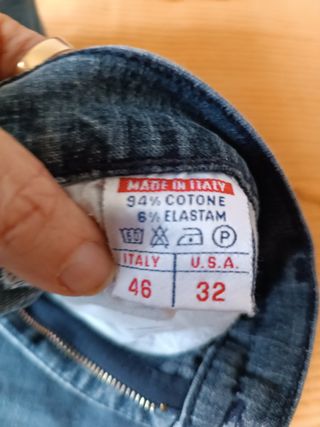 MADE IN ITALY
94% COTONE
6% ELASTAM
P
ITALY U.S.A.
46 32